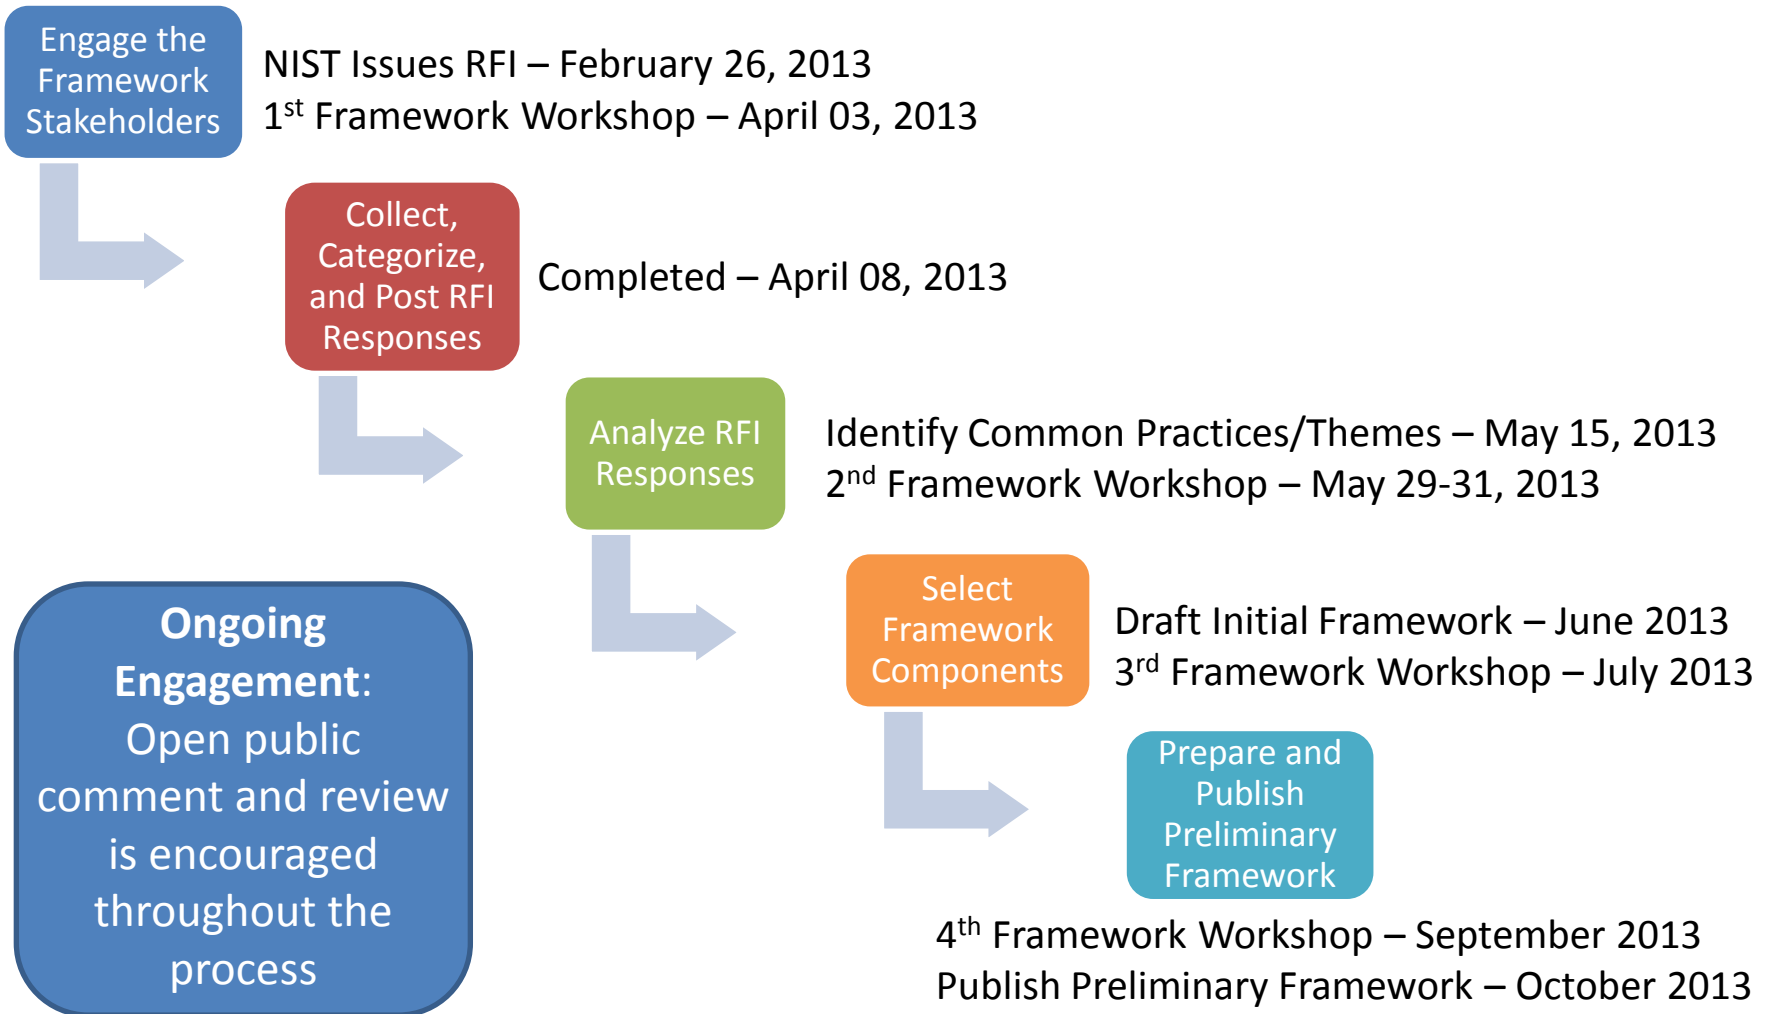 Engage the
Framework
Stakeholders
NIST Issues RFI – February 26, 2013
1st Framework Workshop – April 03, 2013
Collect,
Categorize,
and Post RFI
Responses
Completed – April 08, 2013
Analyze RFI
Responses
Identify Common Practices/Themes – May 15, 2013
2nd Framework Workshop – May 29-31, 2013
Select
Framework
Components
Draft Initial Framework – June 2013
3rd Framework Workshop – July 2013
Prepare and
Publish
Preliminary
Framework
4th Framework Workshop – September 2013
Publish Preliminary Framework – October 2013
Ongoing
Engagement:
Open public
comment and review
is encouraged
throughout the
process